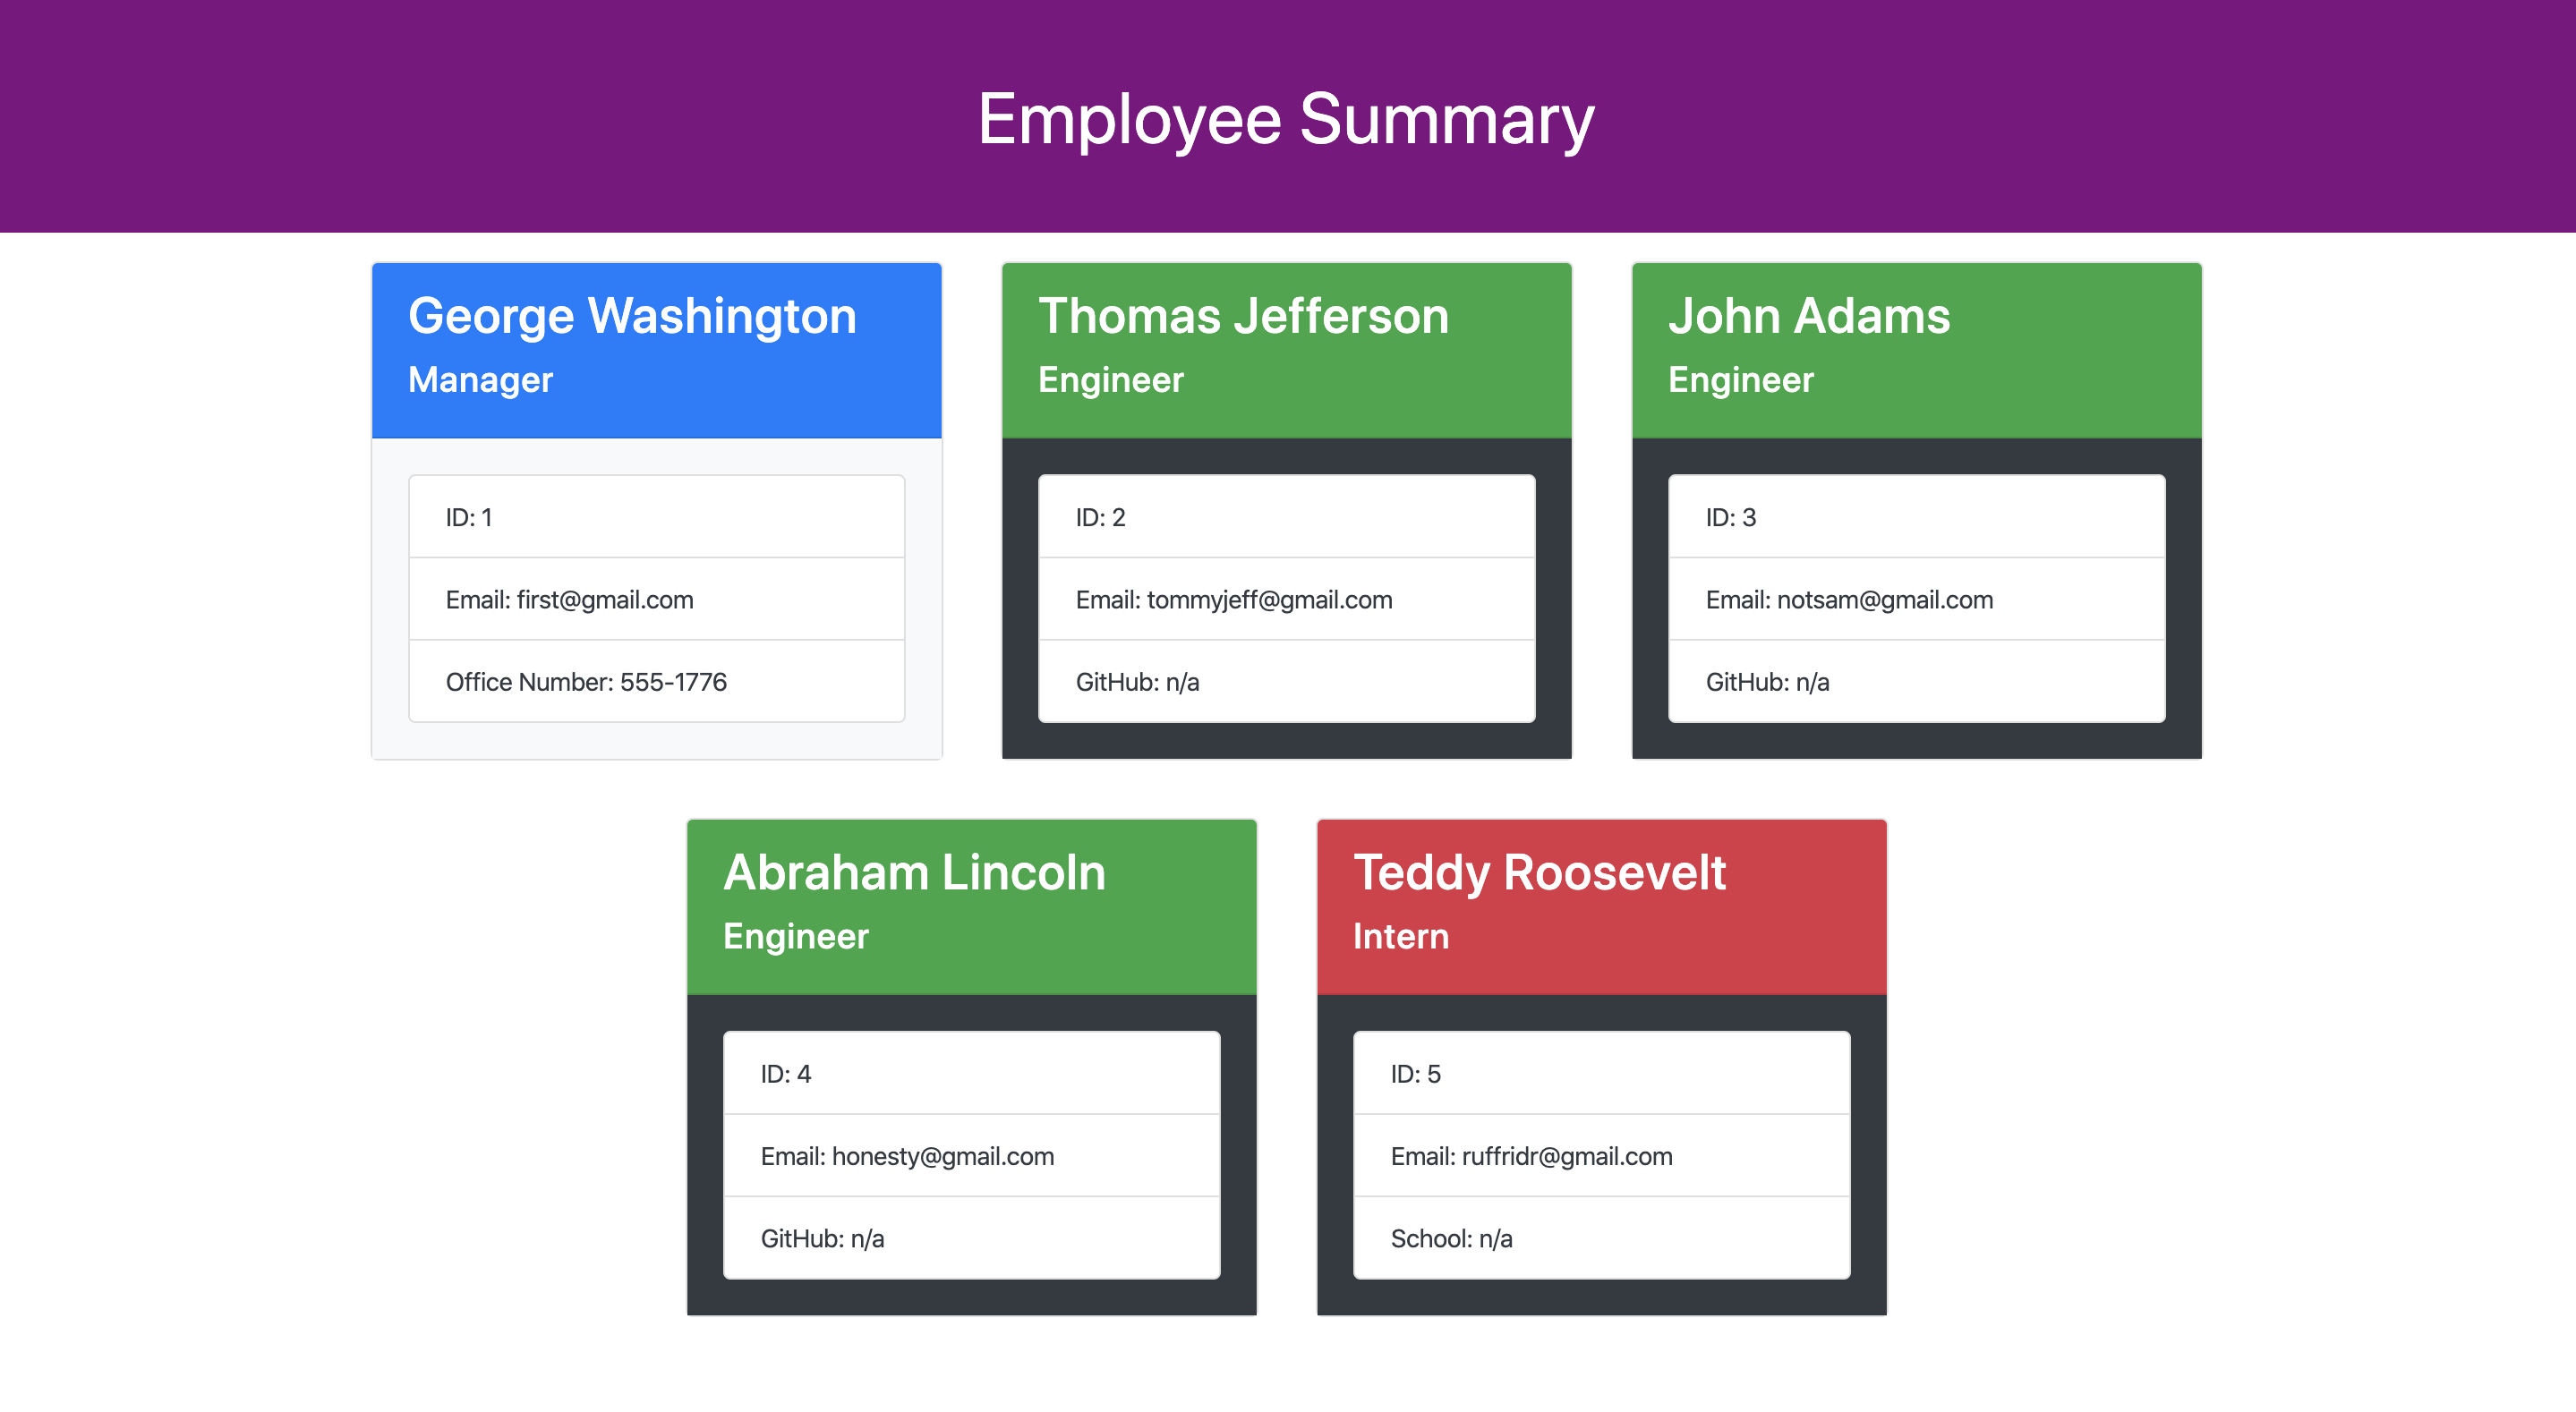 Employee Summary
George Washington
Manager
ID: 1
Email: first@gmail.com
Office Number: 555-1776
Thomas Jefferson
Engineer
ID: 2
Email: tommyjeff@gmail.com
GitHub: n/a
John Adams
Engineer
ID: 3
Email: notsam@gmail.com
GitHub: n/a
Abraham Lincoln
Engineer
ID: 4
Email: honesty@gmail.com
GitHub: n/a
Teddy Roosevelt
Intern
ID: 5
Email: ruffridr@gmail.com
School: n/a